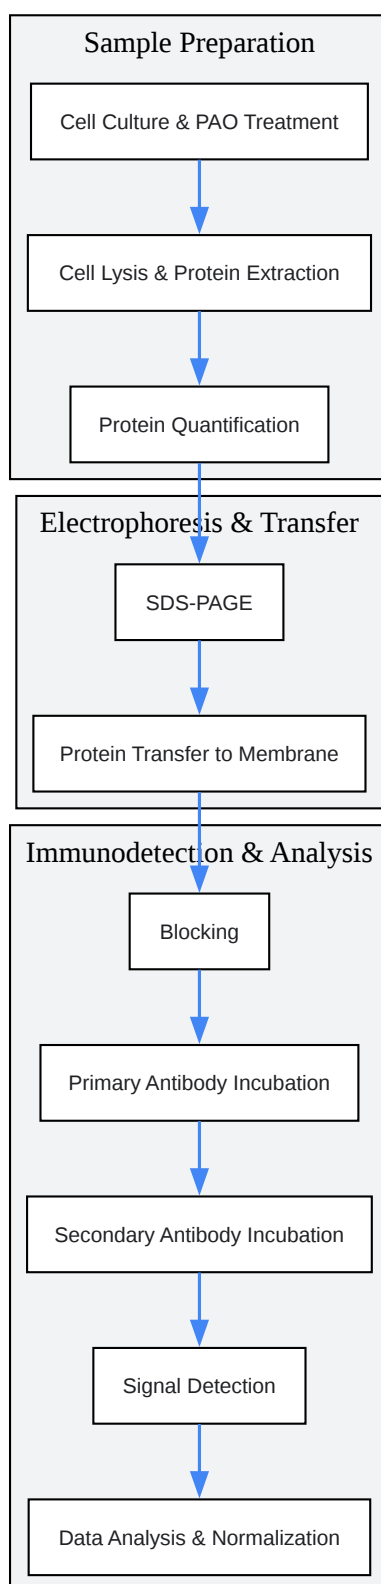 Sample Preparation
Cell Culture & PAO Treatment
Cell Lysis & Protein Extraction
Protein Quantification
Electrophoresis & Transfer
SDS-PAGE
Protein Transfer to Membrane
Immunodetection & Analysis
Blocking
Primary Antibody Incubation
Secondary Antibody Incubation
Signal Detection
Data Analysis & Normalization